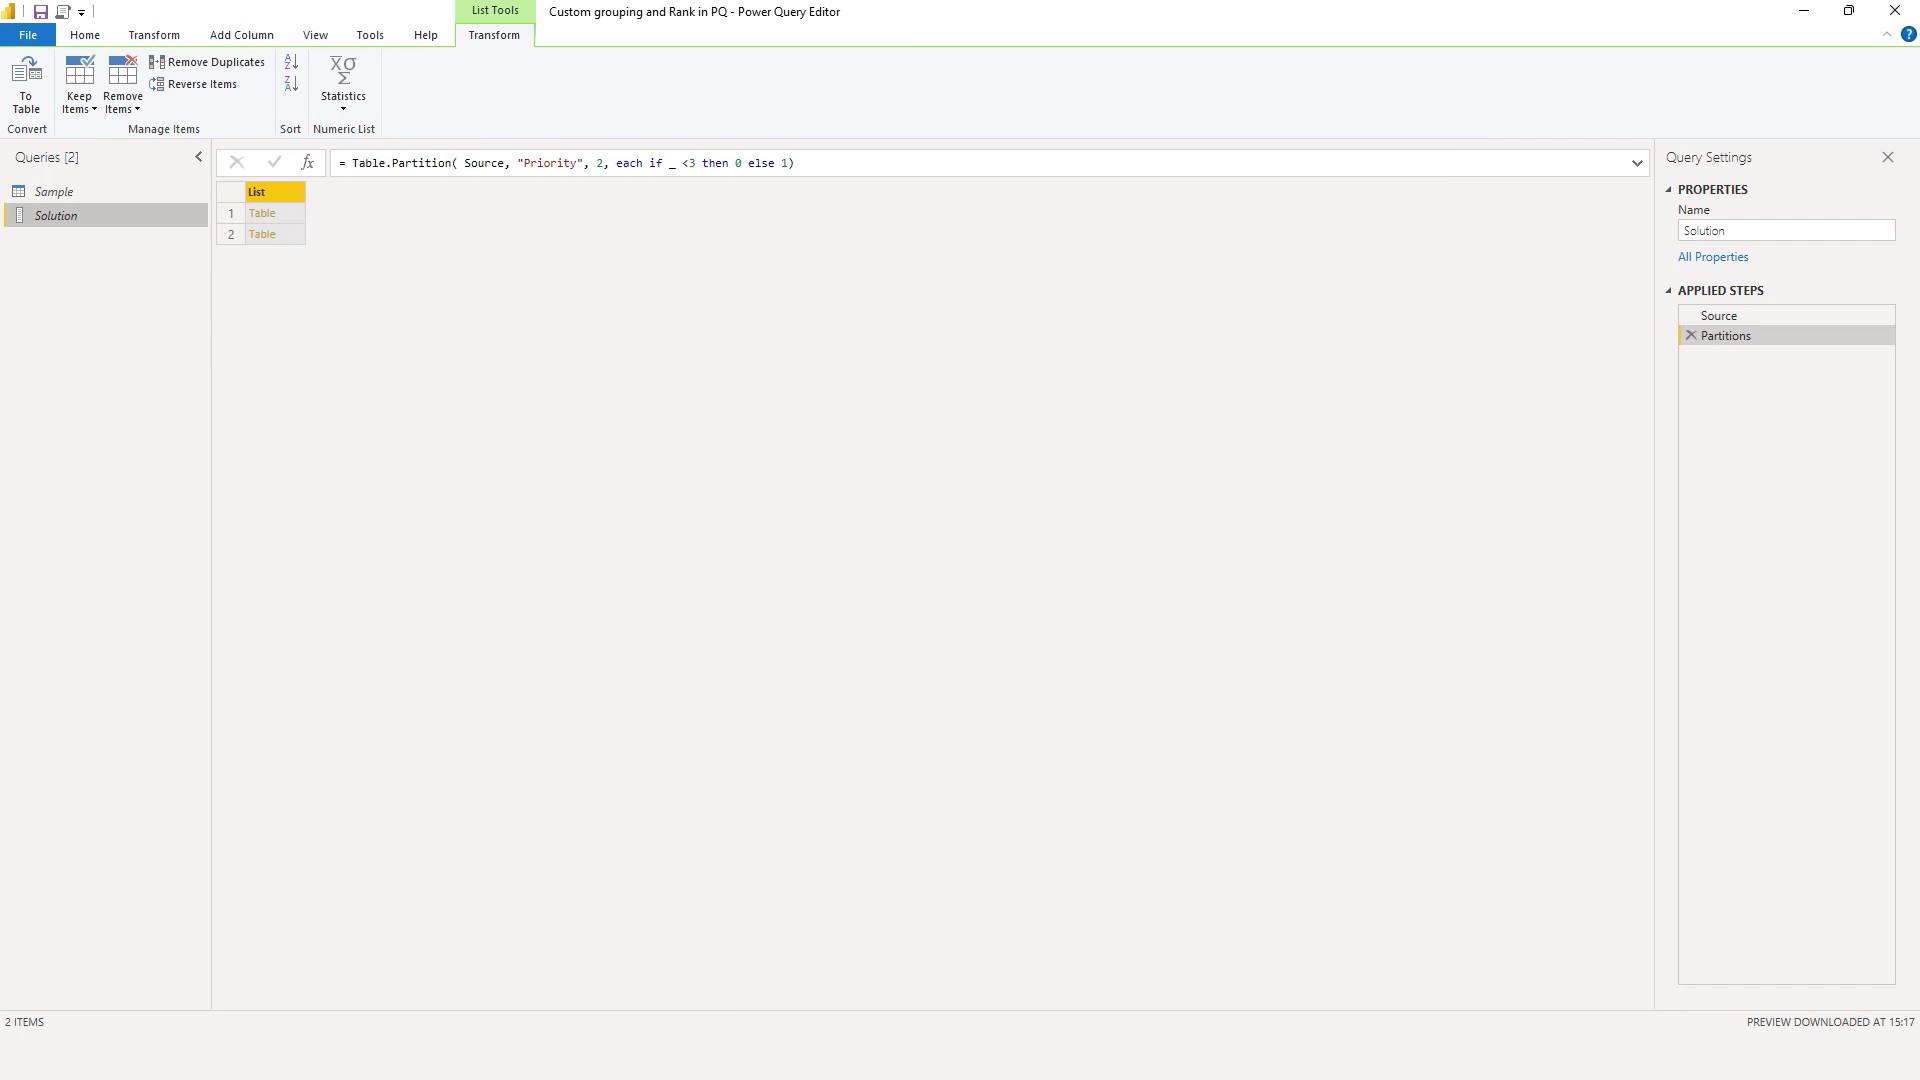 List Tools
Custom grouping and Rank in PQ - Power Query Editor
File
Home
Transform
Add Column
View
Tools
Help
Transform
?
To Table
Keep Items
Remove Items
Remove Duplicates
Reverse Items
A Z
Z A
Xσ Σ
Statistics
Convert
Manage Items
Sort
Numeric List
Queries [2]
fx
= Table.Partition( Source, "Priority", 2, each if _ <3 then 0 else 1)
Query Settings
Sample
Solution
List
1 Table
2 Table
PROPERTIES
Name
Solution
All Properties
APPLIED STEPS
Source
Partitions
2 ITEMS
PREVIEW DOWNLOADED AT 15:17